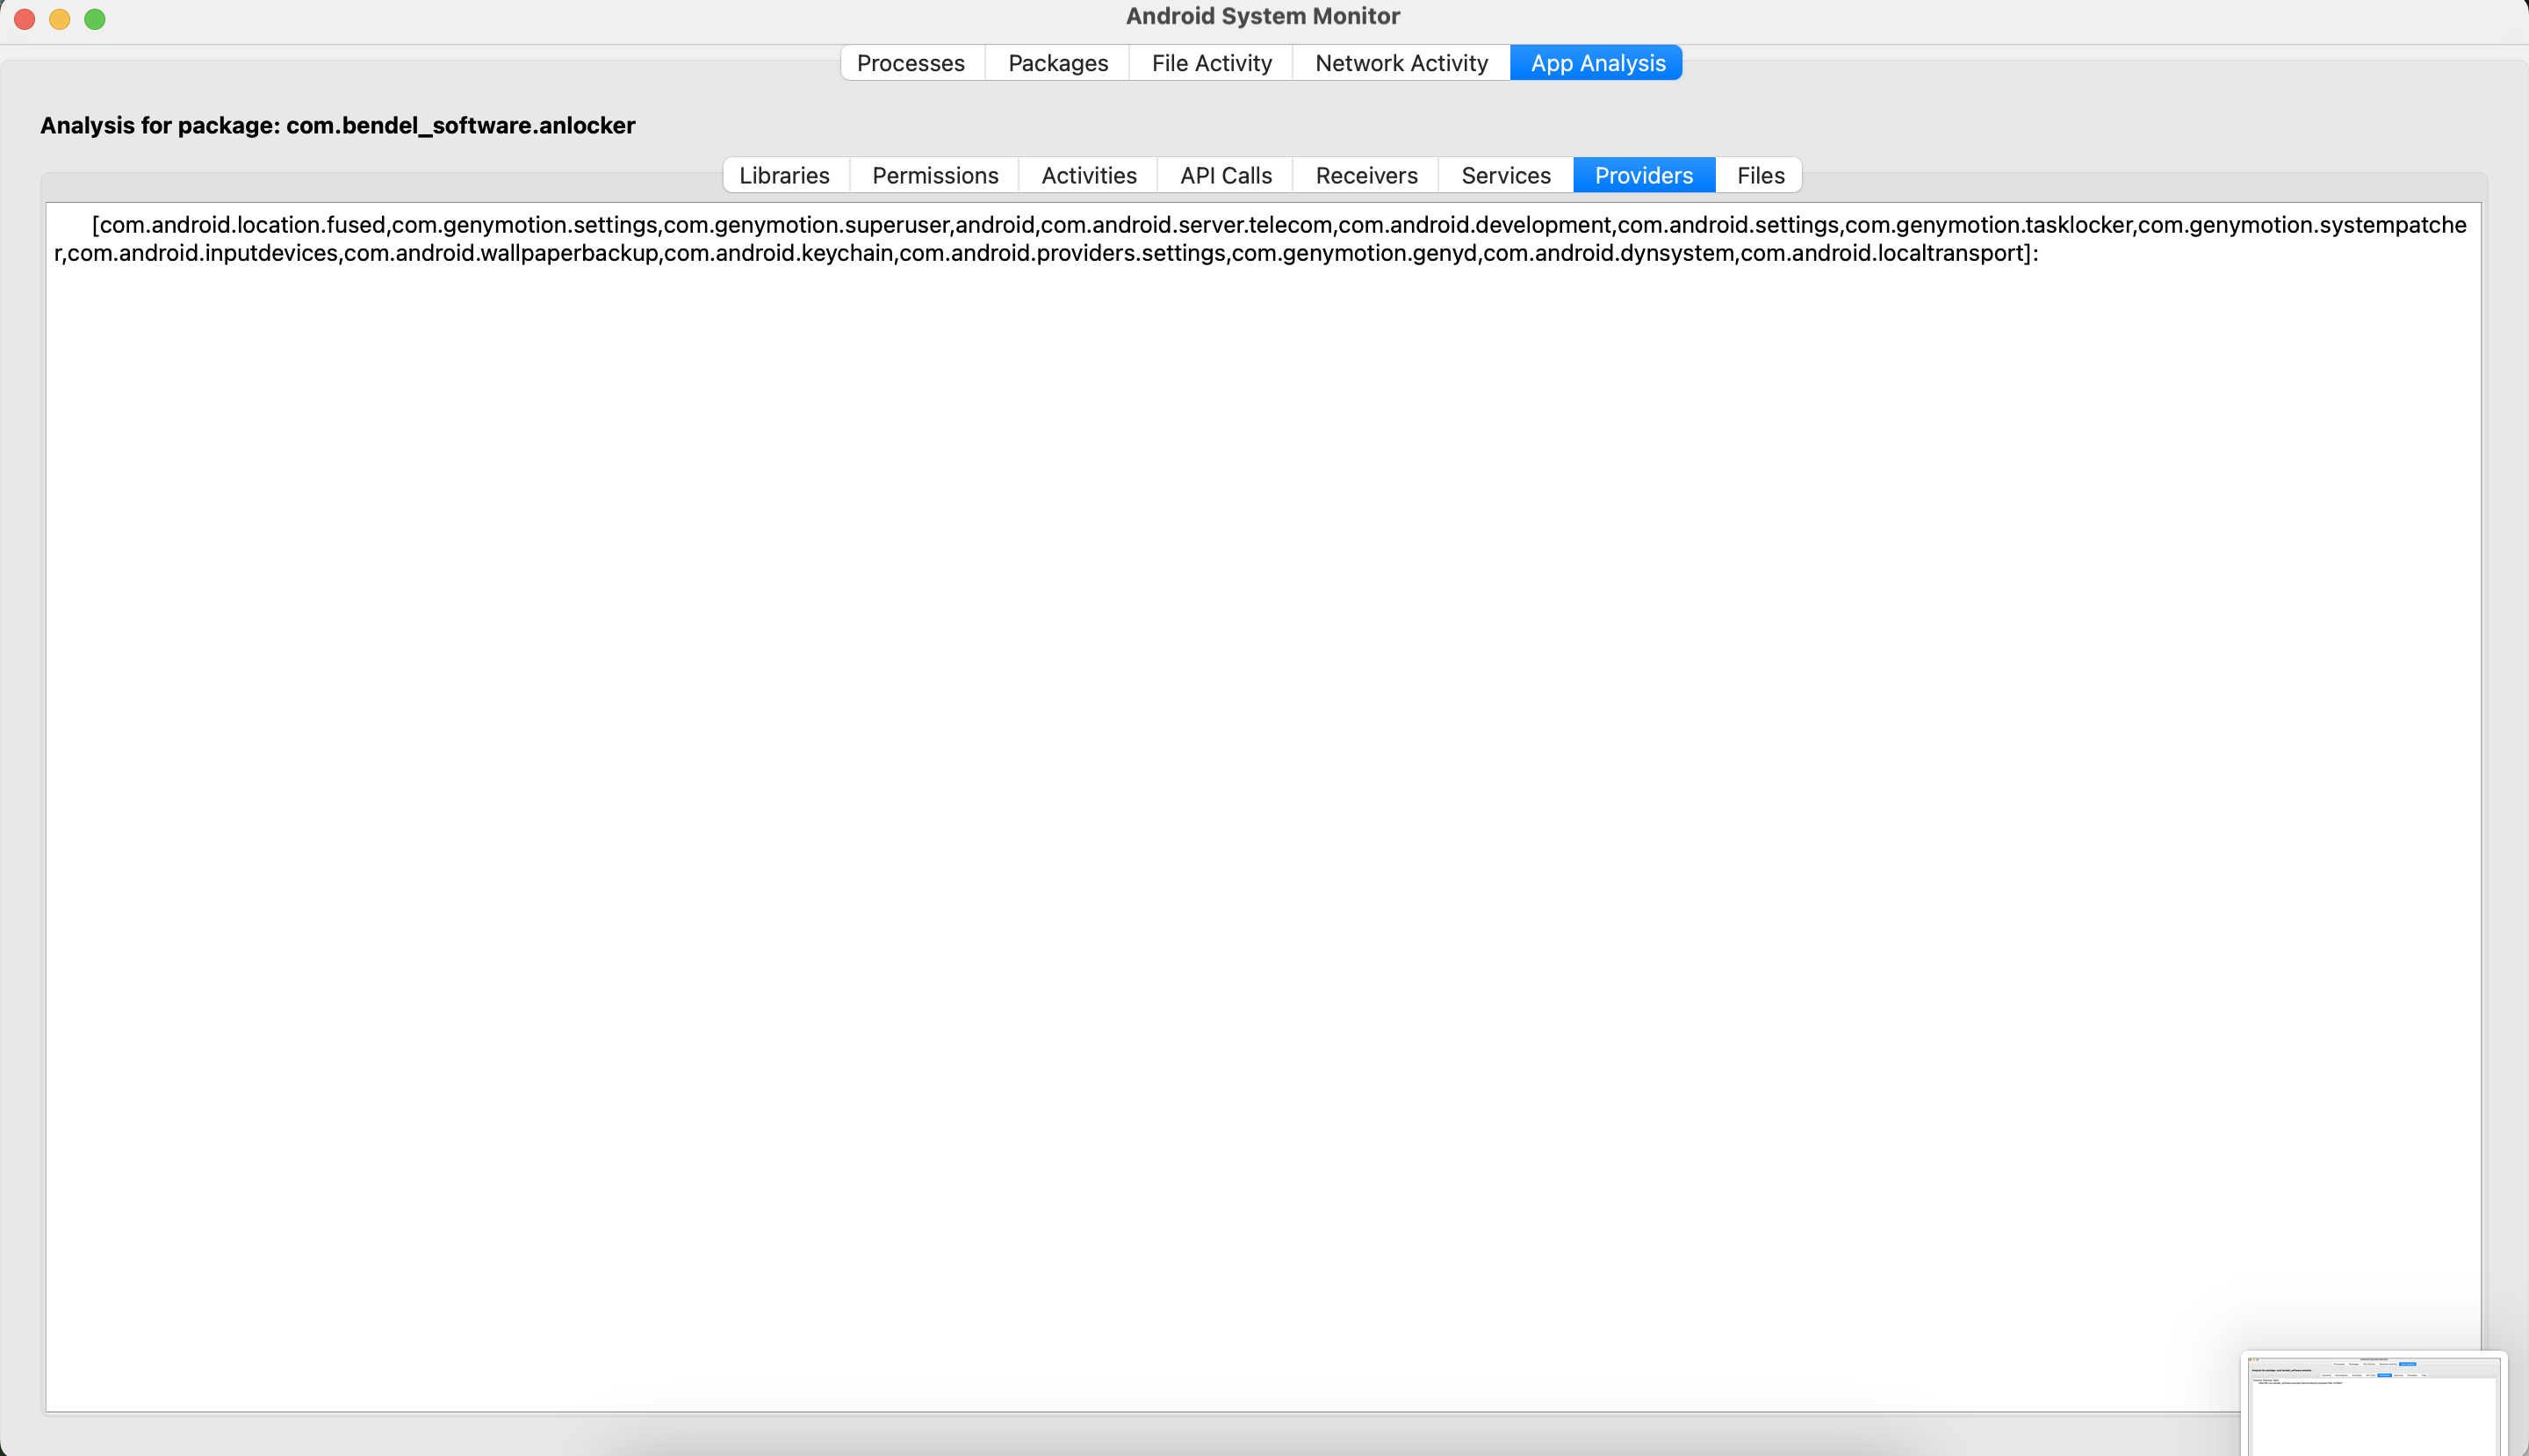 Android System Monitor
Processes Packages File Activity Network Activity App Analysis
Analysis for package: com.bendel_software.anlocker
Libraries Permissions Activities API Calls Receivers Services Providers Files
[com.android.location.fused,com.genymotion.settings,com.genymotion.superuser,android,com.android.server.telecom,com.android.development,com.android.settings,com.genymotion.tasklocker,com.genymotion.systempatche
r,com.android.inputdevices,com.android.wallpaperbackup,com.android.keychain,com.android.providers.settings,com.genymotion.genyd,com.android.dynsystem,com.android.localtransport]: